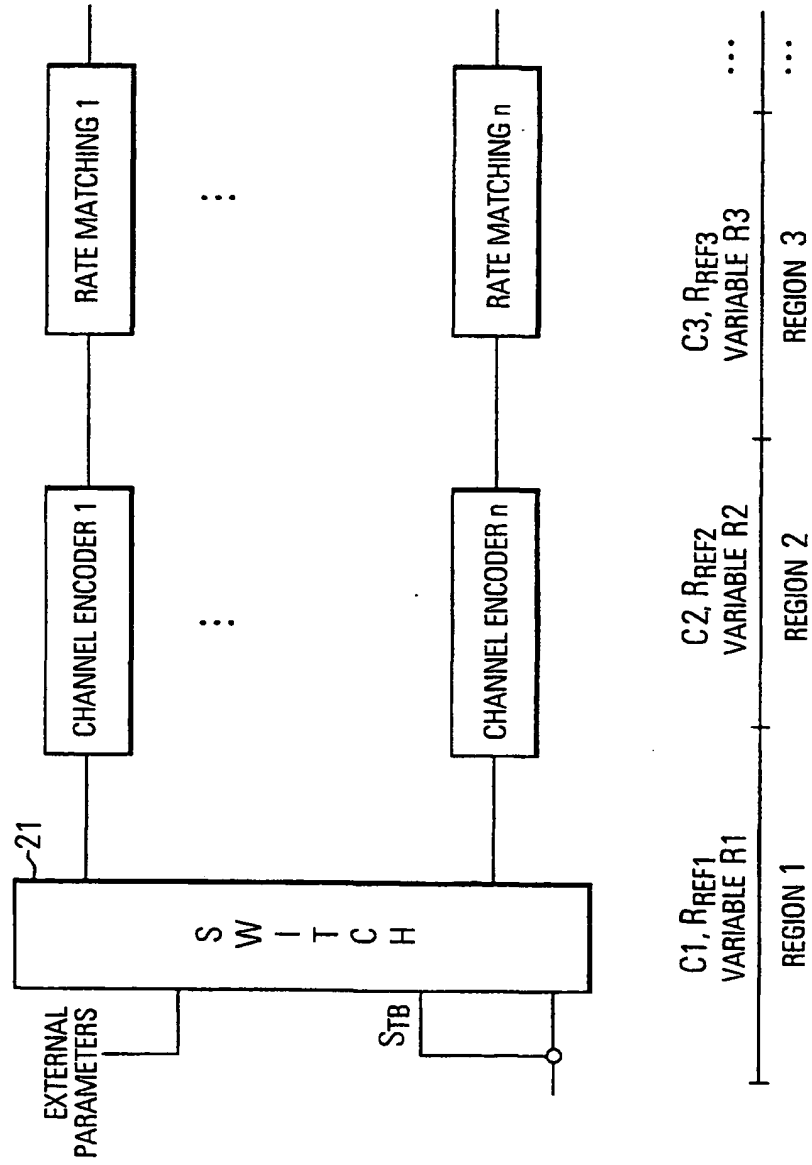 EXTERNAL
PARAMETERS
STB
21
SWITCH
CHANNEL ENCODER 1
RATE MATCHING 1
...
...
CHANNEL ENCODER n
RATE MATCHING n
C1, RREF1
VARIABLE R1
REGION 1
C2, RREF2
VARIABLE R2
REGION 2
C3, RREF3
VARIABLE R3
REGION 3
...
...